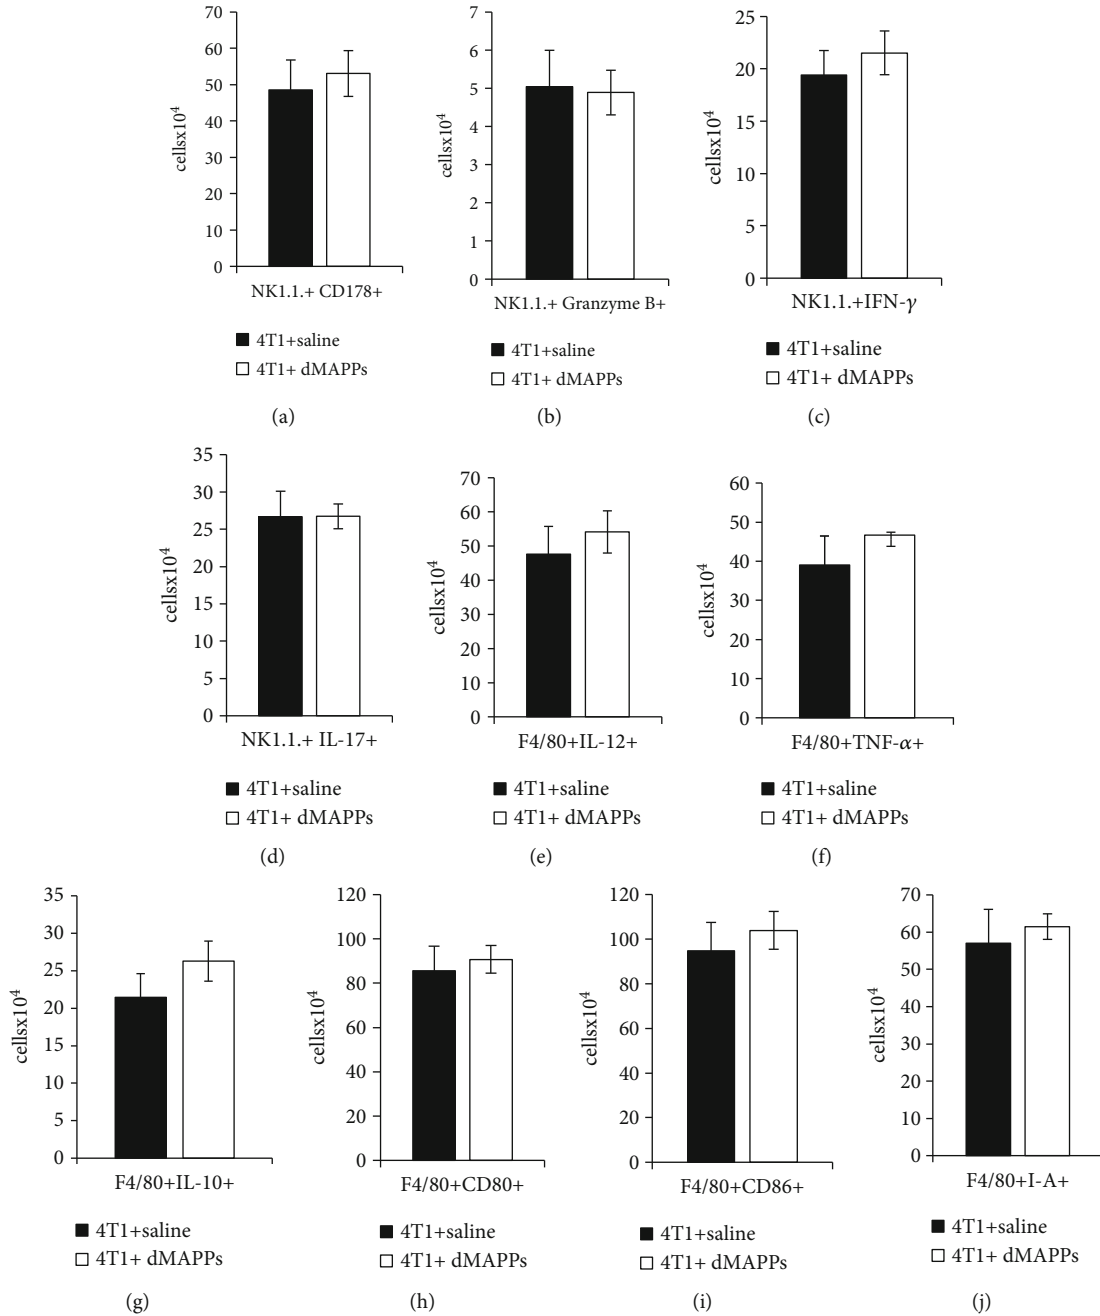 70
60
50
40
30
20
10
0
cellsx10⁴
NK1.1.+ CD178+
4T1+saline
4T1+ dMAPPs
(a)
7
6
5
4
3
2
1
0
cellsx10⁴
NK1.1.+ Granzyme B+
4T1+saline
4T1+ dMAPPs
(b)
25
20
15
10
5
0
cellsx10⁴
NK1.1.+IFN-γ
4T1+saline
4T1+ dMAPPs
(c)
35
30
25
20
15
10
5
0
cellsx10⁴
NK1.1.+ IL-17+
4T1+saline
4T1+ dMAPPs
(d)
70
60
50
40
30
20
10
0
cellsx10⁴
F4/80+IL-12+
4T1+saline
4T1+ dMAPPs
(e)
60
50
40
30
20
10
0
cellsx10⁴
F4/80+TNF-α+
4T1+saline
4T1+ dMAPPs
(f)
35
30
25
20
15
10
5
0
cellsx10⁴
F4/80+IL-10+
4T1+saline
4T1+ dMAPPs
(g)
120
100
80
60
40
20
0
cellsx10⁴
F4/80+CD80+
4T1+saline
4T1+ dMAPPs
(h)
120
100
80
60
40
20
0
cellsx10⁴
F4/80+CD86+
4T1+saline
4T1+ dMAPPs
(i)
70
60
50
40
30
20
10
0
cellsx10⁴
F4/80+I-A+
4T1+saline
4T1+ dMAPPs
(j)